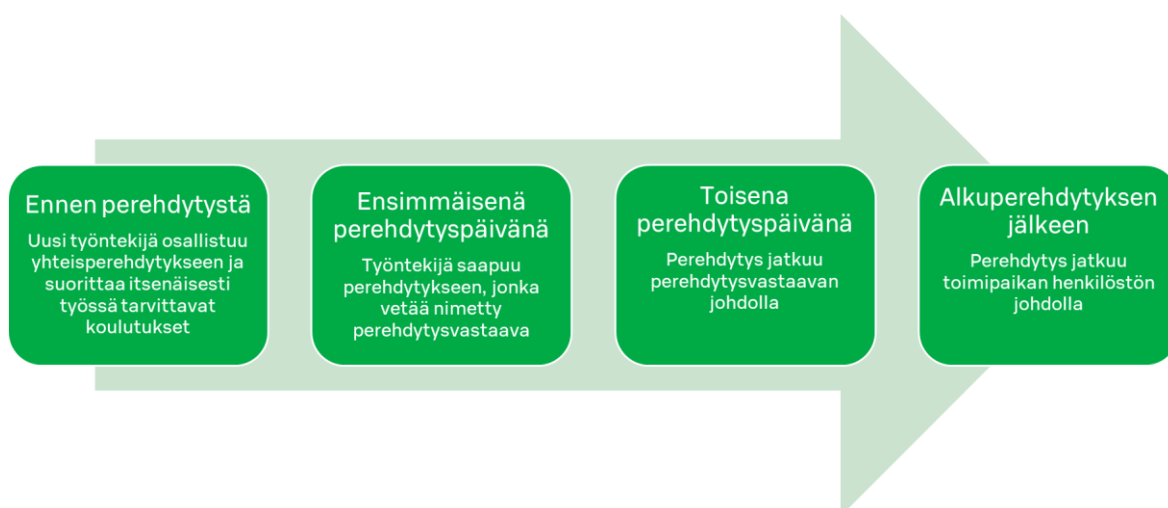 Ennen perehdytystä
Uusi työntekijä osallistuu
yhteisperehdytykseen ja
suorittaa itsenäisesti
työssä tarvittavat
koulutukset
Ensimmäisenä
perehdytyspäivänä
Työntekijä saapuu
perehdytykseen, jonka
vetää nimetty
perehdytysvastaava
Toisena
perehdytyspäivänä
Perehdytys jatkuu
perehdytysvastaavan
johdolla
Alkuperehdytyksen
jälkeen
Perehdytys jatkuu
toimipaikan henkilöstön
johdolla